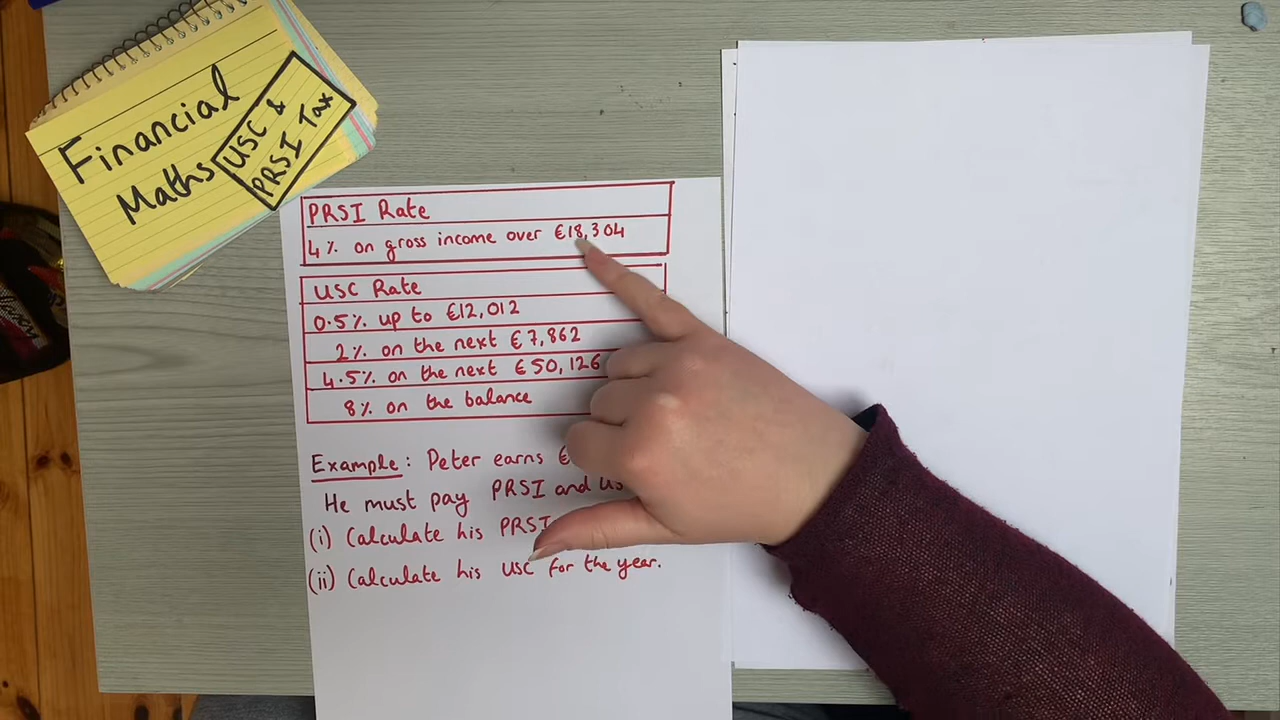 Financial
Maths
USC &
PRSI Tax
PRSI Rate
4% on gross income over €18,304
USC Rate
0.5% up to €12,012
2% on the next €7,862
4.5% on the next €50,126
8% on the balance
Example: Peter earns €
He must pay PRSI and
(i) Calculate his PRSI
(ii) Calculate his USC for the year.